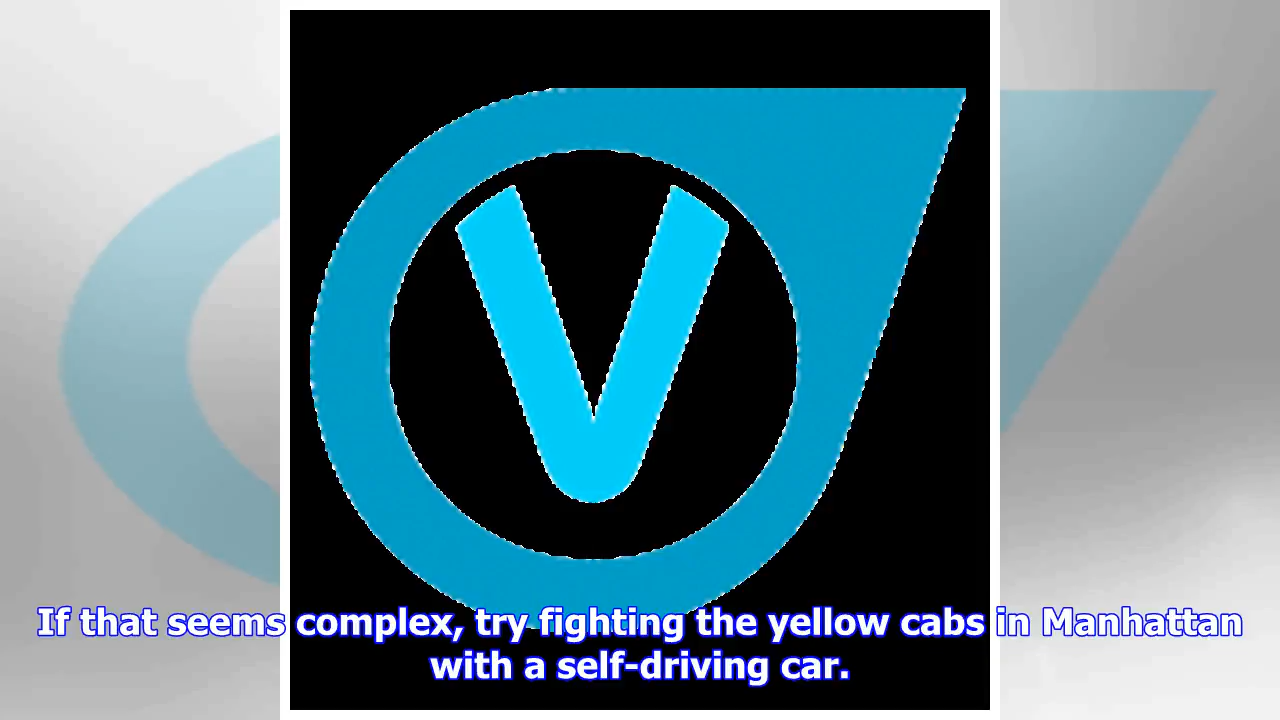 V
If that seems complex, try fighting the yellow cabs in Manhattan
with a self-driving car.